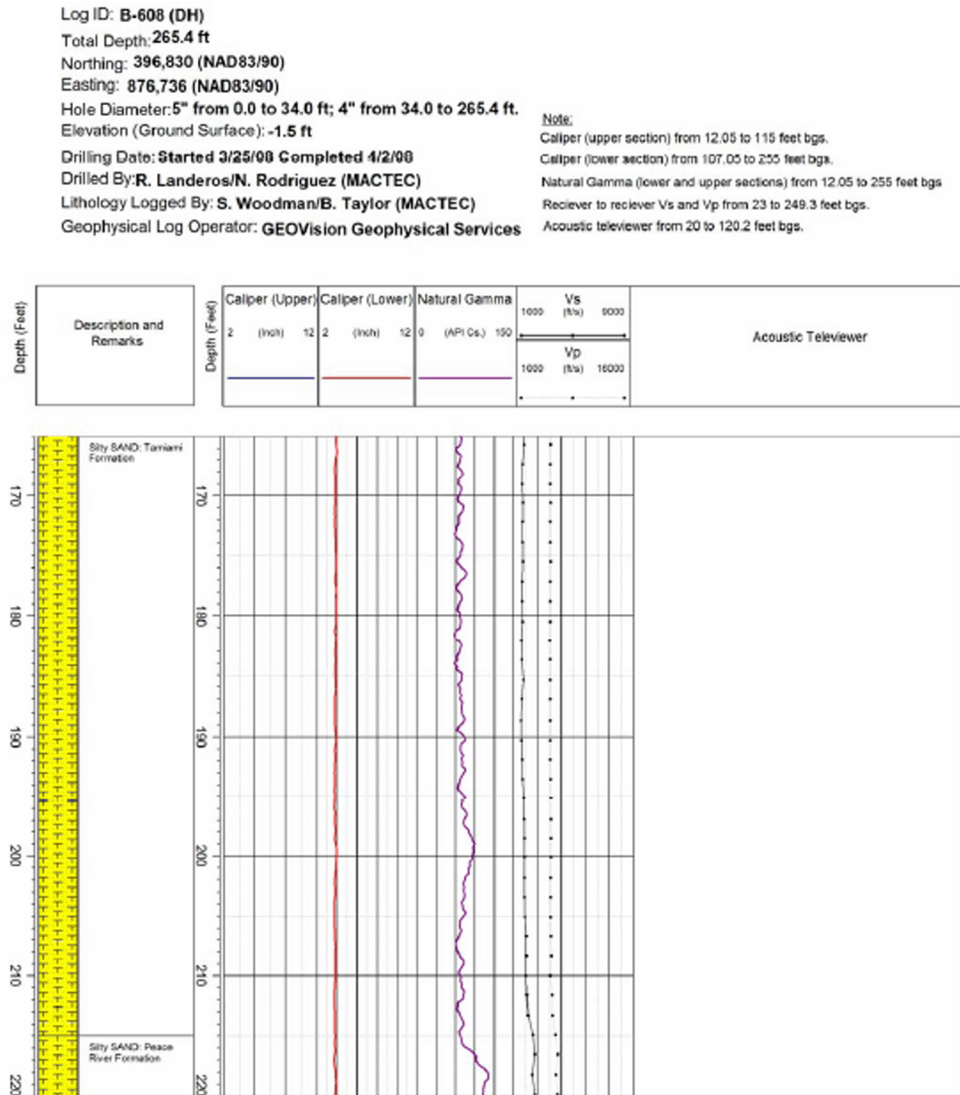 Log ID: B-608 (DH)
Total Depth: 265.4 ft
Northing: 396,830 (NAD83/90)
Easting: 876,736 (NAD83/90)
Hole Diameter: 5" from 0.0 to 34.0 ft; 4" from 34.0 to 265.4 ft.
Elevation (Ground Surface): -1.5 ft
Drilling Date: Started 3/25/08 Completed 4/2/08
Drilled By: R. Landeros/N. Rodriguez (MACTEC)
Lithology Logged By: S. Woodman/B. Taylor (MACTEC)
Geophysical Log Operator: GEOVision Geophysical Services
Note:
Caliper (upper section) from 12.05 to 115 feet bgs.
Caliper (lower section) from 107.05 to 255 feet bgs.
Natural Gamma (lower and upper sections) from 12.05 to 255 feet bgs
Reciever to reciever Vs and Vp from 23 to 249.3 feet bgs.
Acoustic televiewer from 20 to 120.2 feet bgs.
Depth (Feet)
Description and
Remarks
Depth (Feet)
Caliper (Upper)
2 (Inch) 12
Caliper (Lower)
2 (Inch) 12
Natural Gamma
0 (API Cs.) 150
Vs
1000 (ft/s) 9000
Vp
1000 (ft/s) 16000
Acoustic Televiewer
Silty SAND: Tamiami
Formation
170 170
180 180
190 190
200 200
210 210
Silty SAND: Peace
River Formation
220 220